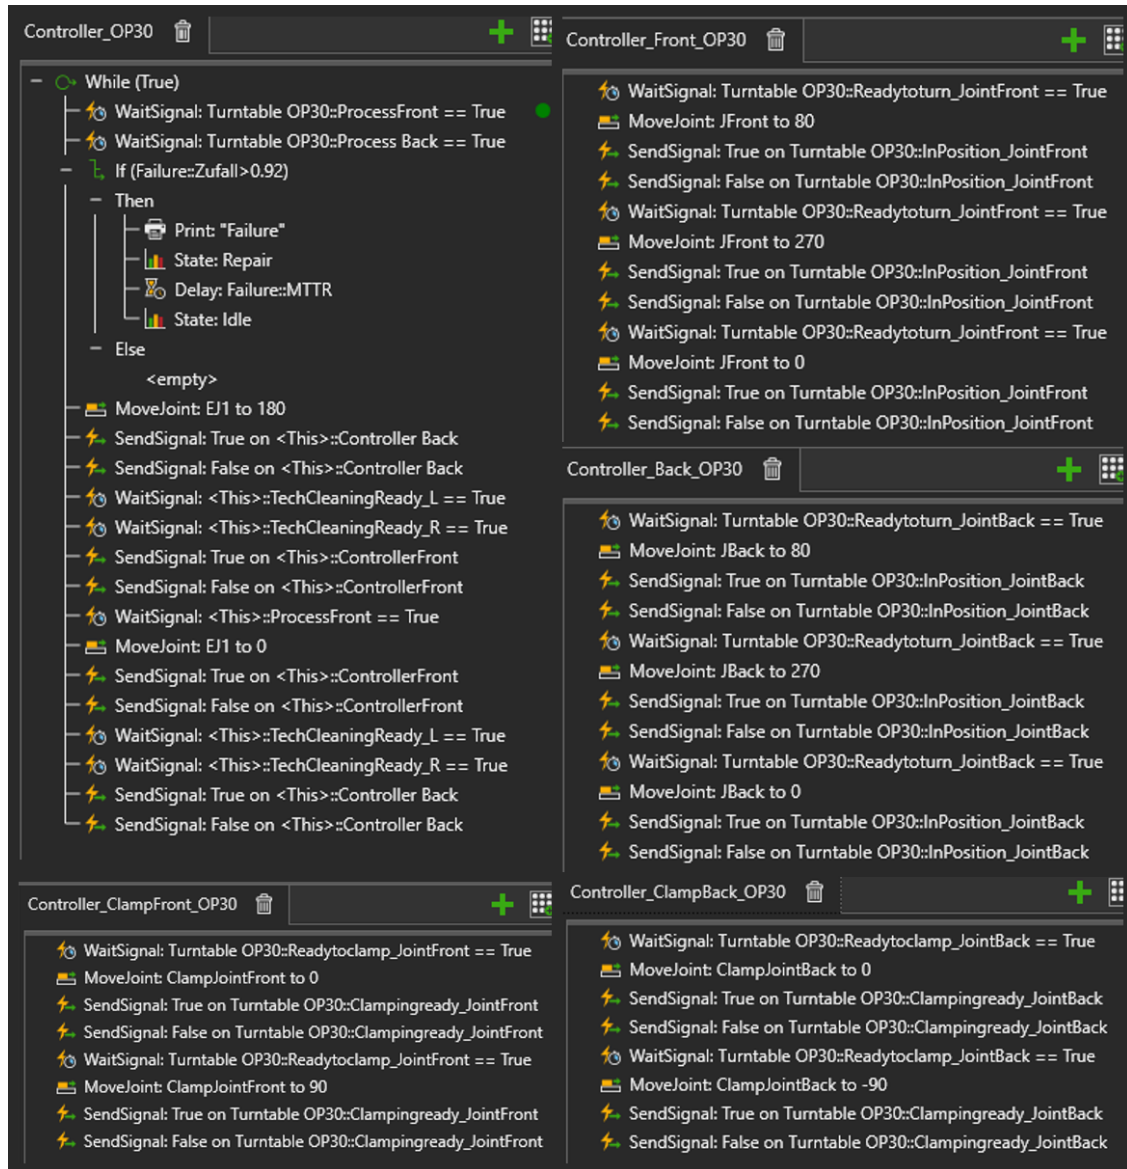 Controller_OP30
While (True)
WaitSignal: Turntable OP30::ProcessFront == True
WaitSignal: Turntable OP30::Process Back == True
If (Failure::Zufall>0.92)
Then
Print: "Failure"
State: Repair
Delay: Failure::MTTR
State: Idle
Else
<empty>
MoveJoint: EJ1 to 180
SendSignal: True on <This>::Controller Back
SendSignal: False on <This>::Controller Back
WaitSignal: <This>::TechCleaningReady_L == True
WaitSignal: <This>::TechCleaningReady_R == True
SendSignal: True on <This>::ControllerFront
SendSignal: False on <This>::ControllerFront
WaitSignal: <This>::ProcessFront == True
MoveJoint: EJ1 to 0
SendSignal: True on <This>::ControllerFront
SendSignal: False on <This>::ControllerFront
WaitSignal: <This>::TechCleaningReady_L == True
WaitSignal: <This>::TechCleaningReady_R == True
SendSignal: True on <This>::Controller Back
SendSignal: False on <This>::Controller Back
Controller_Front_OP30
WaitSignal: Turntable OP30::Readytoturn_JointFront == True
MoveJoint: JFront to 80
SendSignal: True on Turntable OP30::InPosition_JointFront
SendSignal: False on Turntable OP30::InPosition_JointFront
WaitSignal: Turntable OP30::Readytoturn_JointFront == True
MoveJoint: JFront to 270
SendSignal: True on Turntable OP30::InPosition_JointFront
SendSignal: False on Turntable OP30::InPosition_JointFront
WaitSignal: Turntable OP30::Readytoturn_JointFront == True
MoveJoint: JFront to 0
SendSignal: True on Turntable OP30::InPosition_JointFront
SendSignal: False on Turntable OP30::InPosition_JointFront
Controller_Back_OP30
WaitSignal: Turntable OP30::Readytoturn_JointBack == True
MoveJoint: JBack to 80
SendSignal: True on Turntable OP30::InPosition_JointBack
SendSignal: False on Turntable OP30::InPosition_JointBack
WaitSignal: Turntable OP30::Readytoturn_JointBack == True
MoveJoint: JBack to 270
SendSignal: True on Turntable OP30::InPosition_JointBack
SendSignal: False on Turntable OP30::InPosition_JointBack
WaitSignal: Turntable OP30::Readytoturn_JointBack == True
MoveJoint: JBack to 0
SendSignal: True on Turntable OP30::InPosition_JointBack
SendSignal: False on Turntable OP30::InPosition_JointBack
Controller_ClampFront_OP30
WaitSignal: Turntable OP30::Readytoclamp_JointFront == True
MoveJoint: ClampJointFront to 0
SendSignal: True on Turntable OP30::Clampingready_JointFront
SendSignal: False on Turntable OP30::Clampingready_JointFront
WaitSignal: Turntable OP30::Readytoclamp_JointFront == True
MoveJoint: ClampJointFront to 90
SendSignal: True on Turntable OP30::Clampingready_JointFront
SendSignal: False on Turntable OP30::Clampingready_JointFront
Controller_ClampBack_OP30
WaitSignal: Turntable OP30::Readytoclamp_JointBack == True
MoveJoint: ClampJointBack to 0
SendSignal: True on Turntable OP30::Clampingready_JointBack
SendSignal: False on Turntable OP30::Clampingready_JointBack
WaitSignal: Turntable OP30::Readytoclamp_JointBack == True
MoveJoint: ClampJointBack to -90
SendSignal: True on Turntable OP30::Clampingready_JointBack
SendSignal: False on Turntable OP30::Clampingready_JointBack